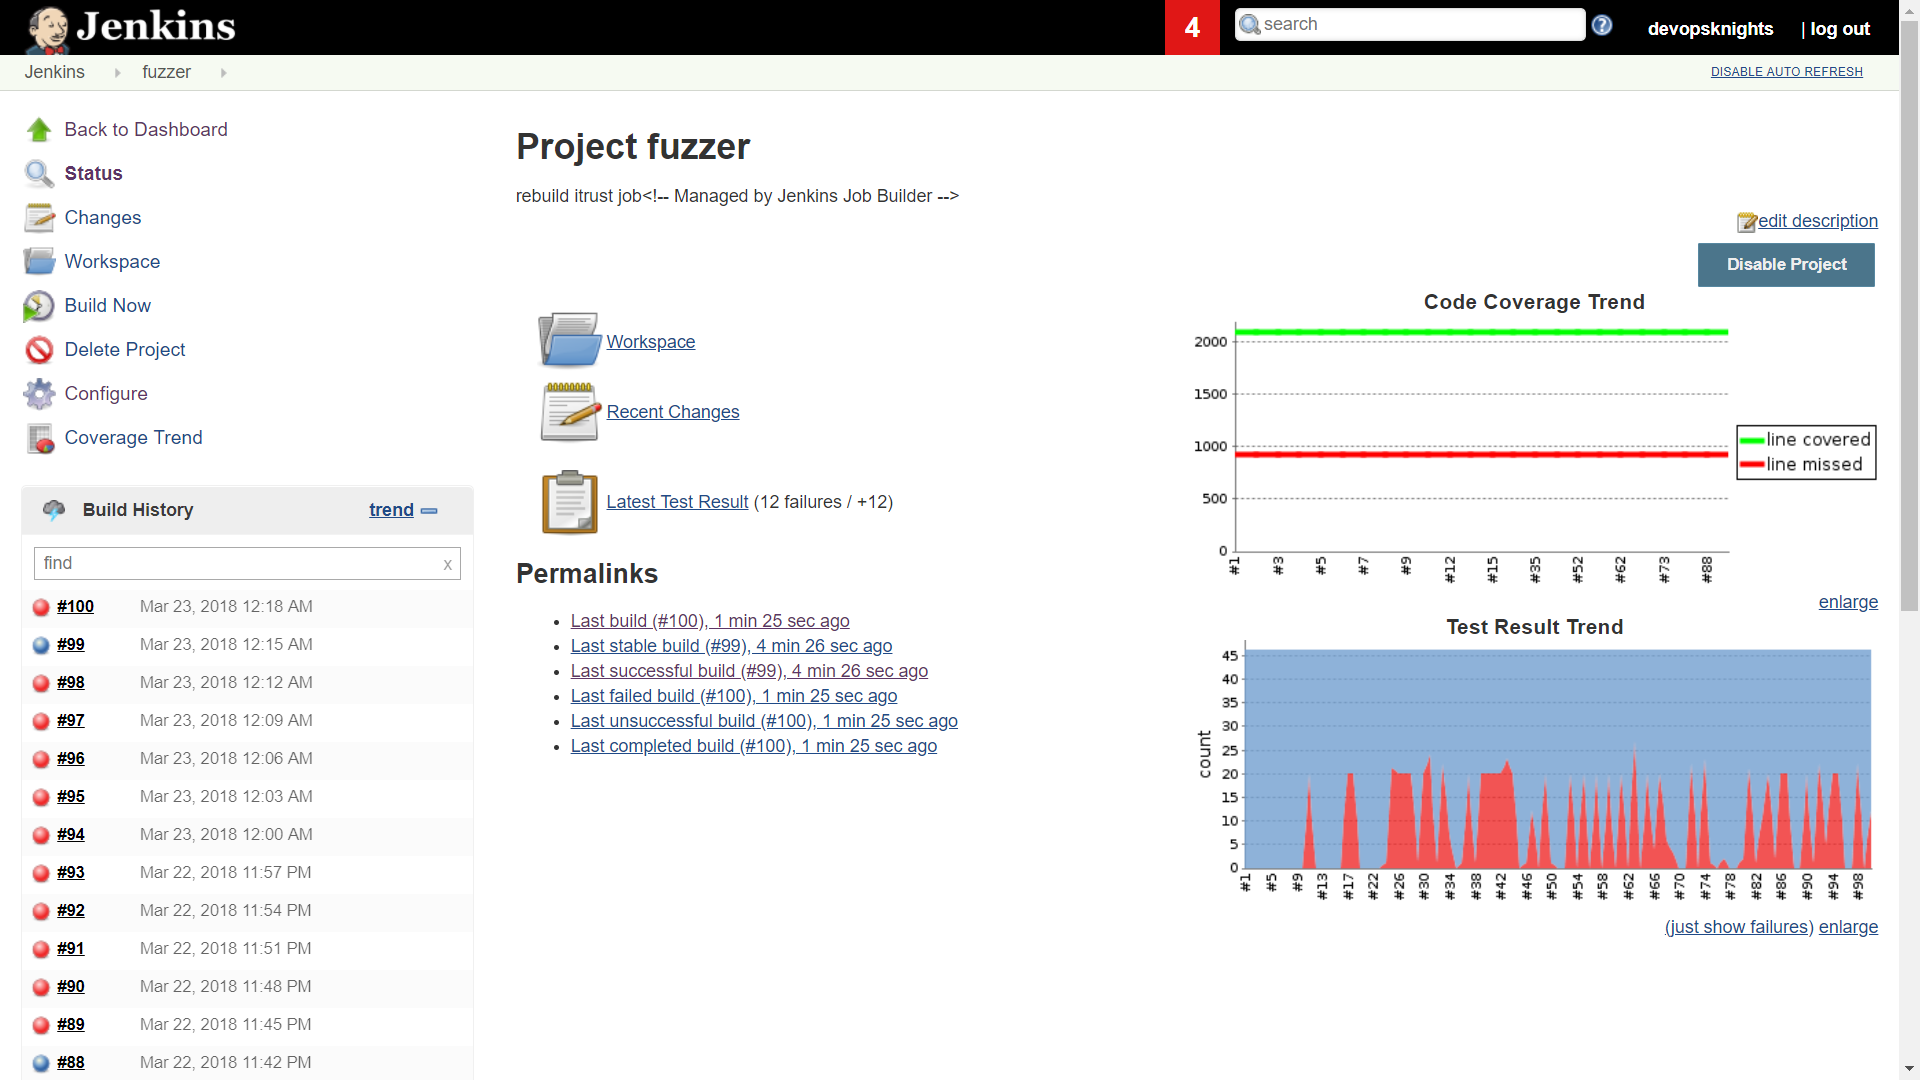 Jenkins
4
search
devopsknights
| log out
Jenkins
fuzzer
DISABLE AUTO REFRESH
Back to Dashboard
Status
Changes
Workspace
Build Now
Delete Project
Configure
Coverage Trend
Build History
trend
find
x
#100 Mar 23, 2018 12:18 AM
#99 Mar 23, 2018 12:15 AM
#98 Mar 23, 2018 12:12 AM
#97 Mar 23, 2018 12:09 AM
#96 Mar 23, 2018 12:06 AM
#95 Mar 23, 2018 12:03 AM
#94 Mar 23, 2018 12:00 AM
#93 Mar 22, 2018 11:57 PM
#92 Mar 22, 2018 11:54 PM
#91 Mar 22, 2018 11:51 PM
#90 Mar 22, 2018 11:48 PM
#89 Mar 22, 2018 11:45 PM
#88 Mar 22, 2018 11:42 PM
Project fuzzer
rebuild itrust job<!-- Managed by Jenkins Job Builder -->
edit description
Disable Project
Workspace
Recent Changes
Latest Test Result (12 failures / +12)
Permalinks
Last build (#100), 1 min 25 sec ago
Last stable build (#99), 4 min 26 sec ago
Last successful build (#99), 4 min 26 sec ago
Last failed build (#100), 1 min 25 sec ago
Last unsuccessful build (#100), 1 min 25 sec ago
Last completed build (#100), 1 min 25 sec ago
Code Coverage Trend
2000
1500
1000
500
0
#1 #3 #5 #7 #9 #12 #15 #35 #52 #62 #73 #88
line covered
line missed
enlarge
Test Result Trend
count
45
40
35
30
25
20
15
10
5
0
#1 #5 #9 #13 #17 #22 #26 #30 #34 #38 #42 #46 #50 #54 #58 #62 #66 #70 #74 #78 #82 #86 #90 #94 #98
(just show failures) enlarge